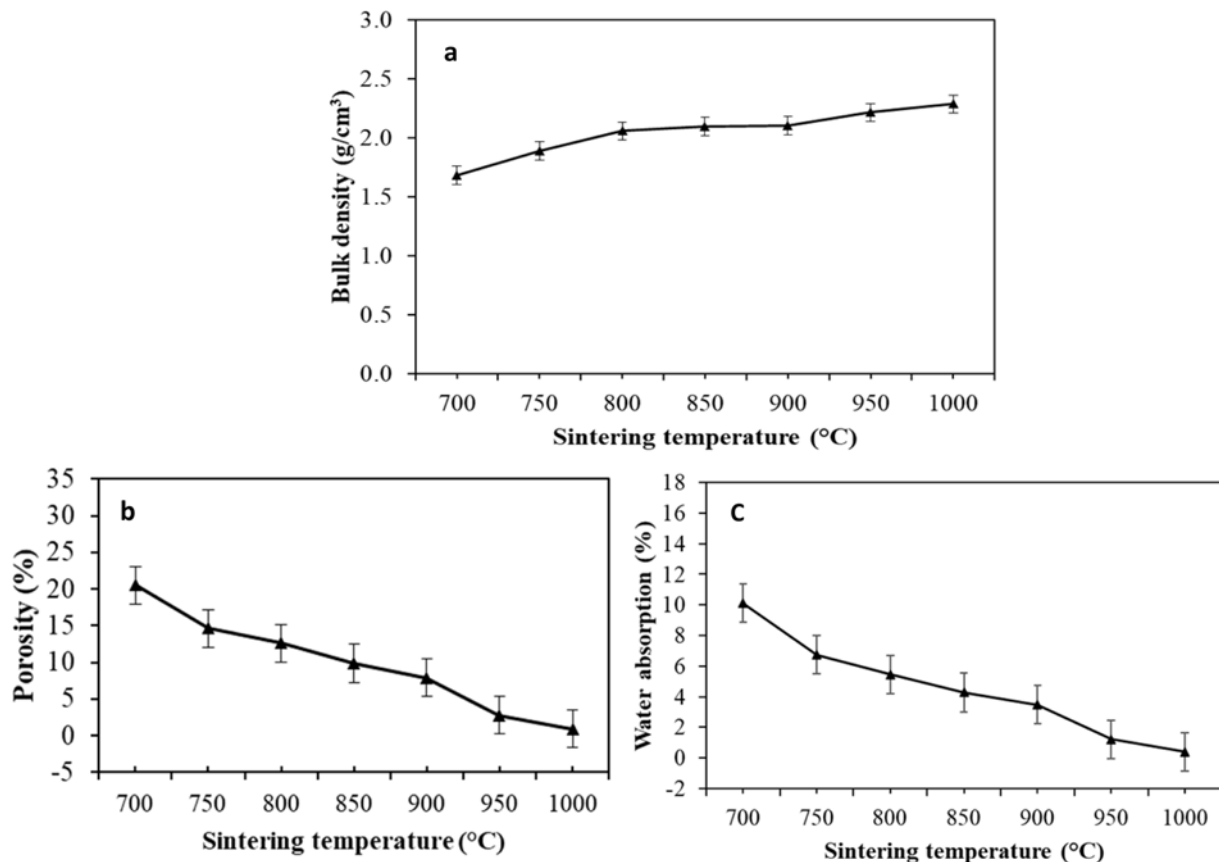 a
Bulk density (g/cm³)
3.0
2.5
2.0
1.5
1.0
0.5
0.0
700 750 800 850 900 950 1000
Sintering temperature (°C)
b
Porosity (%)
35
30
25
20
15
10
5
0
-5
700 750 800 850 900 950 1000
Sintering temperature (°C)
C
Water absorption (%)
18
16
14
12
10
8
6
4
2
0
-2
700 750 800 850 900 950 1000
Sintering temperature (°C)